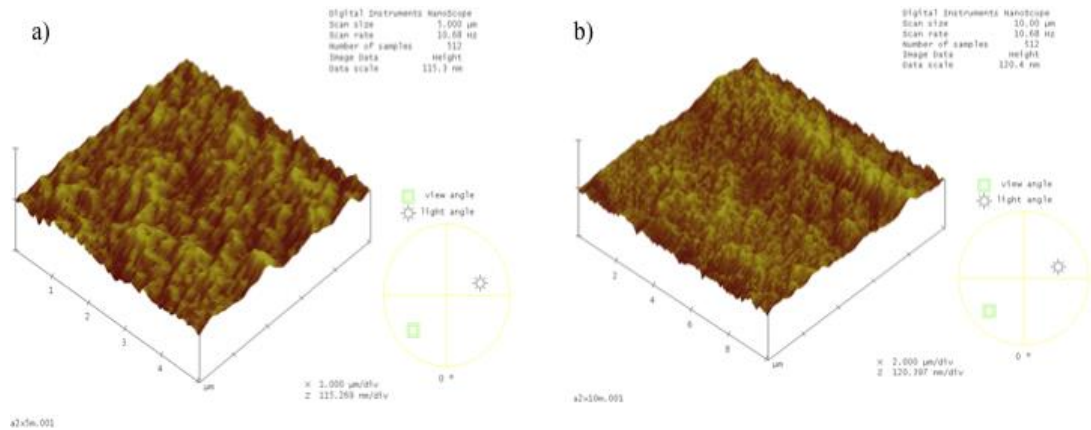 a)
Digital Instruments NanoScope
Scan size 5.000 µm
Scan rate 10.68 Hz
Number of samples 512
Image Data Height
Data scale 115.3 nm
view angle
light angle
1
2
3
4
µm
0 °
X 1.000 µm/div
Z 115.269 nm/div
a2x5m.001
b)
Digital Instruments NanoScope
Scan size 10.00 µm
Scan rate 10.68 Hz
Number of samples 512
Image Data Height
Data scale 120.4 nm
view angle
light angle
2
4
6
8
µm
0 °
X 2.000 µm/div
Z 120.397 nm/div
a2x10m.001